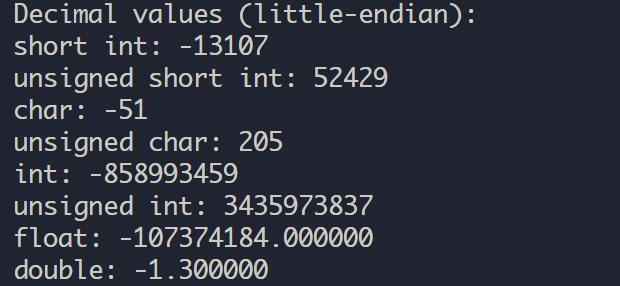 Decimal values (little-endian):
short int: -13107
unsigned short int: 52429
char: -51
unsigned char: 205
int: -858993459
unsigned int: 3435973837
float: -107374184.000000
double: -1.300000